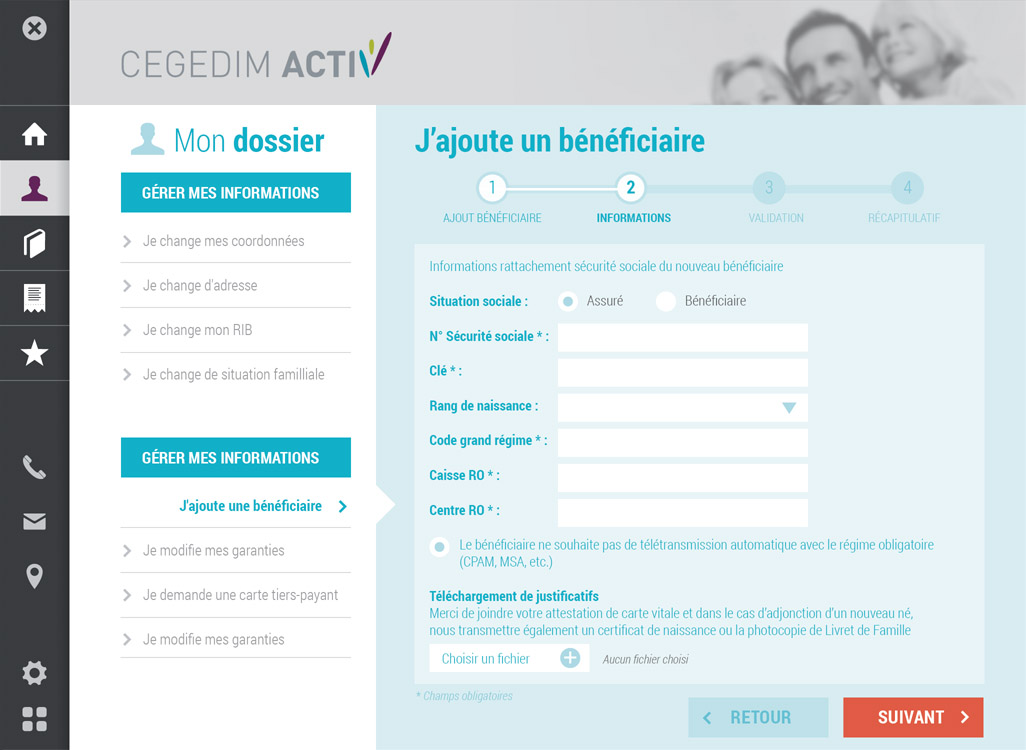 CEGEDIM ACTIV
Mon dossier
GÉRER MES INFORMATIONS
Je change mes coordonnées
Je change d'adresse
Je change mon RIB
Je change de situation familliale
GÉRER MES INFORMATIONS
J'ajoute une bénéficiaire
Je modifie mes garanties
Je demande une carte tiers-payant
Je modifie mes garanties
J'ajoute un bénéficiaire
1 2 3 4
AJOUT BÉNÉFICIAIRE INFORMATIONS VALIDATION RÉCAPITULATIF
Informations rattachement sécurité sociale du nouveau bénéficiaire
Situation sociale : Assuré Bénéficiaire
N° Sécurité sociale * :
Clé * :
Rang de naissance :
Code grand régime * :
Caisse RO * :
Centre RO * :
Le bénéficiaire ne souhaite pas de télétransmission automatique avec le régime obligatoire
(CPAM, MSA, etc.)
Téléchargement de justificatifs
Merci de joindre votre attestation de carte vitale et dans le cas d'adjonction d'un nouveau né,
nous transmettre également un certificat de naissance ou la photocopie de Livret de Famille
Choisir un fichier Aucun fichier choisi
* Champs obligatoires
RETOUR SUIVANT